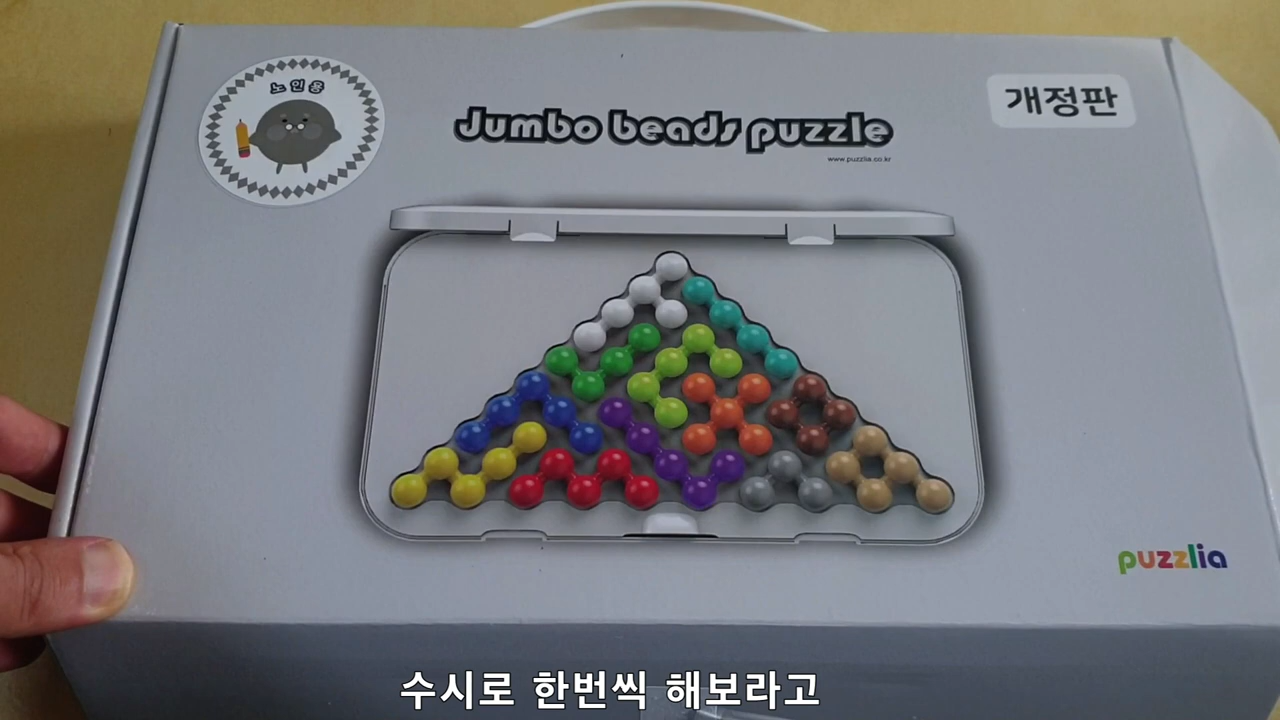 노인용
Jumbo beads puzzle
www.puzzlia.co.kr
개정판
puzzlia
수시로 한번씩 해보라고